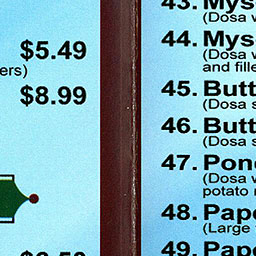 $5.49
ers)
$8.99
43. Mys
(Dosa w
44. Mys
(Dosa w
and fille
45. Butt
(Dosa s
46. Butt
(Dosa s
47. Pon
(Dosa w
potato
48. Pape
(Large
49. Pape